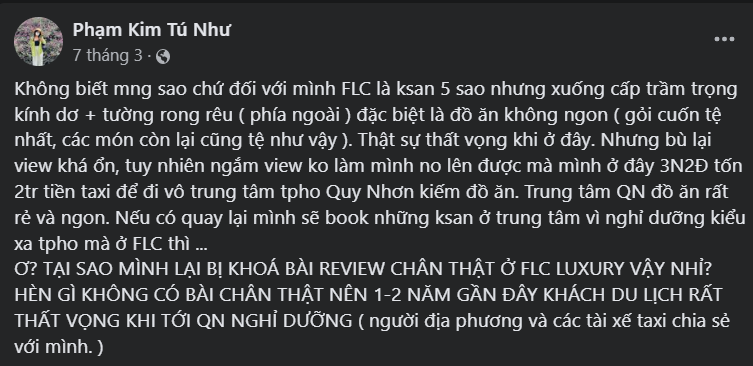 Phạm Kim Tú Như
7 tháng 3 ·
Không biết mng sao chứ đối với mình FLC là ksan 5 sao nhưng xuống cấp trầm trọng
kính dơ + tường rong rêu ( phía ngoài ) đặc biệt là đồ ăn không ngon ( gỏi cuốn tệ
nhất, các món còn lại cũng tệ như vậy ). Thật sự thất vọng khi ở đây. Nhưng bù lại
view khá ổn, tuy nhiên ngắm view ko làm mình no lên được mà mình ở đây 3N2Đ tốn
2tr tiền taxi để đi vô trung tâm tpho Quy Nhơn kiếm đồ ăn. Trung tâm QN đồ ăn rất
rẻ và ngon. Nếu có quay lại mình sẽ book những ksan ở trung tâm vì nghỉ dưỡng kiểu
xa tpho mà ở FLC thì ...
Ơ? TẠI SAO MÌNH LẠI BỊ KHOÁ BÀI REVIEW CHÂN THẬT Ở FLC LUXURY VẬY NHỈ?
HÈN GÌ KHÔNG CÓ BÀI CHÂN THẬT NÊN 1-2 NĂM GẦN ĐÂY KHÁCH DU LỊCH RẤT
THẤT VỌNG KHI TỚI QN NGHỈ DƯỠNG ( người địa phương và các tài xế taxi chia sẻ
với mình. )